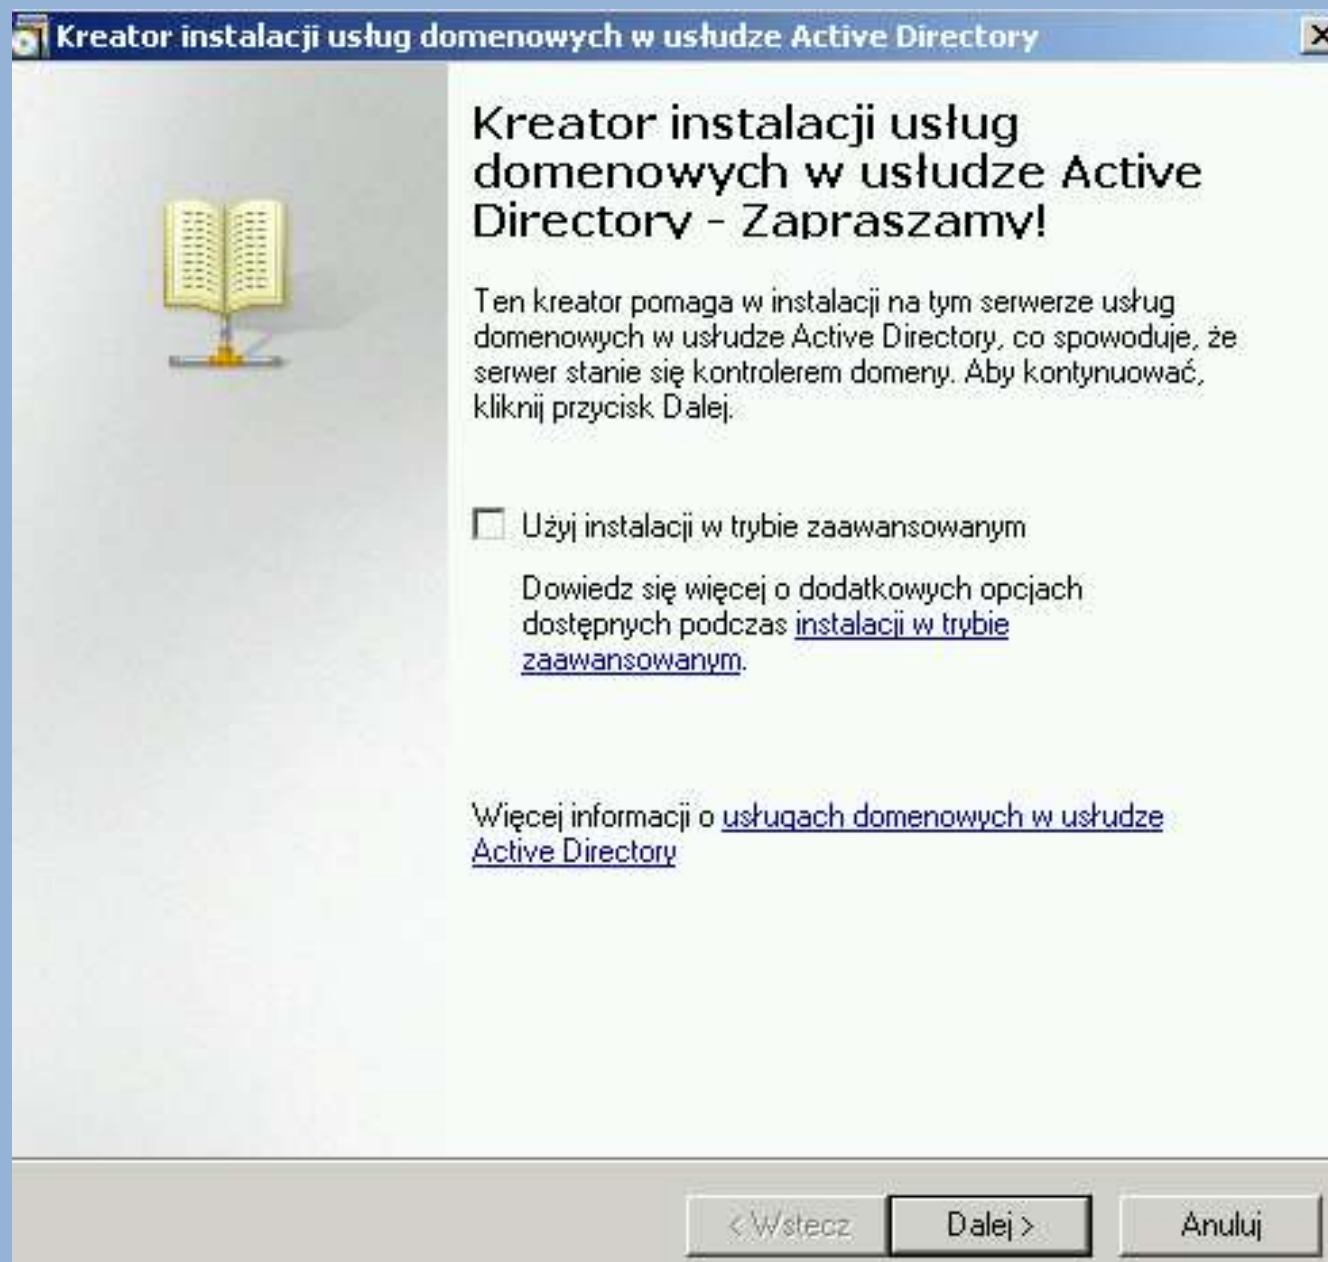 Kreator instalacji usług domenowych w usłudze Active Directory
Kreator instalacji usług
domenowych w usłudze Active
Directory - Zapraszamy!
Ten kreator pomaga w instalacji na tym serwerze usług
domenowych w usłudze Active Directory, co spowoduje, że
serwer stanie się kontrolerem domeny. Aby kontynuować,
kliknij przycisk Dalej.
Użyj instalacji w trybie zaawansowanym
Dowiedz się więcej o dodatkowych opcjach
dostępnych podczas instalacji w trybie
zaawansowanym.
Więcej informacji o usługach domenowych w usłudze
Active Directory
< Wstecz
Dalej >
Anuluj